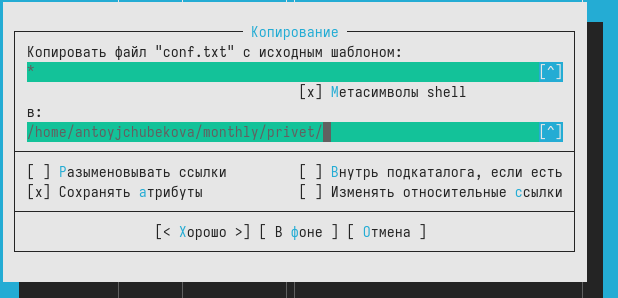 Копирование
Копировать файл "conf.txt" с исходным шаблоном:
* [^]
[x] Метасимволы shell
в:
/home/antoyjchubekova/monthly/privet/ [^]
[ ] Разыменовывать ссылки [ ] Внутрь подкаталога, если есть
[x] Сохранять атрибуты [ ] Изменять относительные ссылки
[< Хорошо >] [ В фоне ] [ Отмена ]